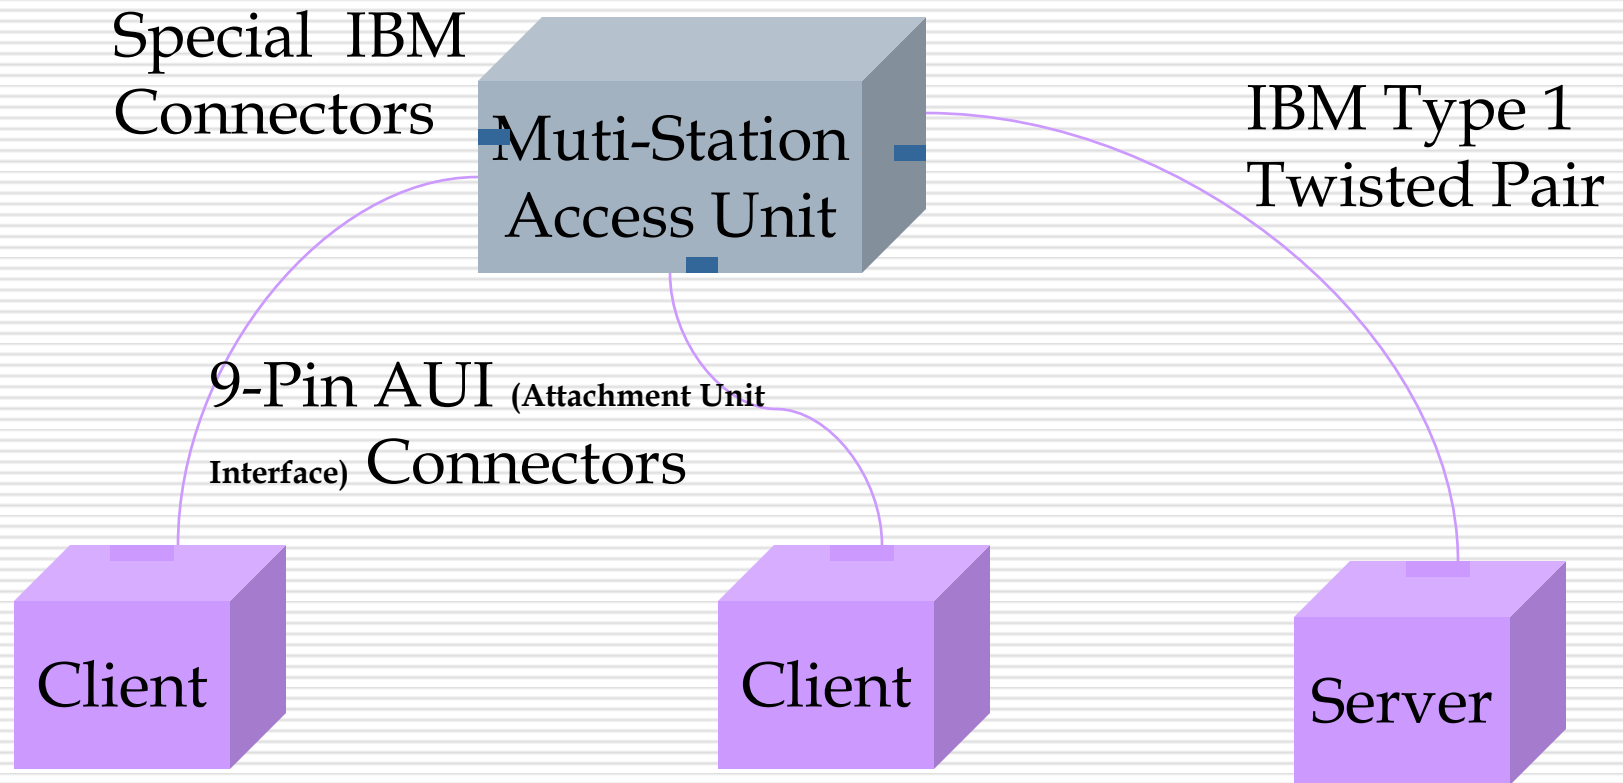 Special IBM
Connectors
Muti-Station
Access Unit
IBM Type 1
Twisted Pair
9-Pin AUI (Attachment Unit
Interface) Connectors
Client
Client
Server